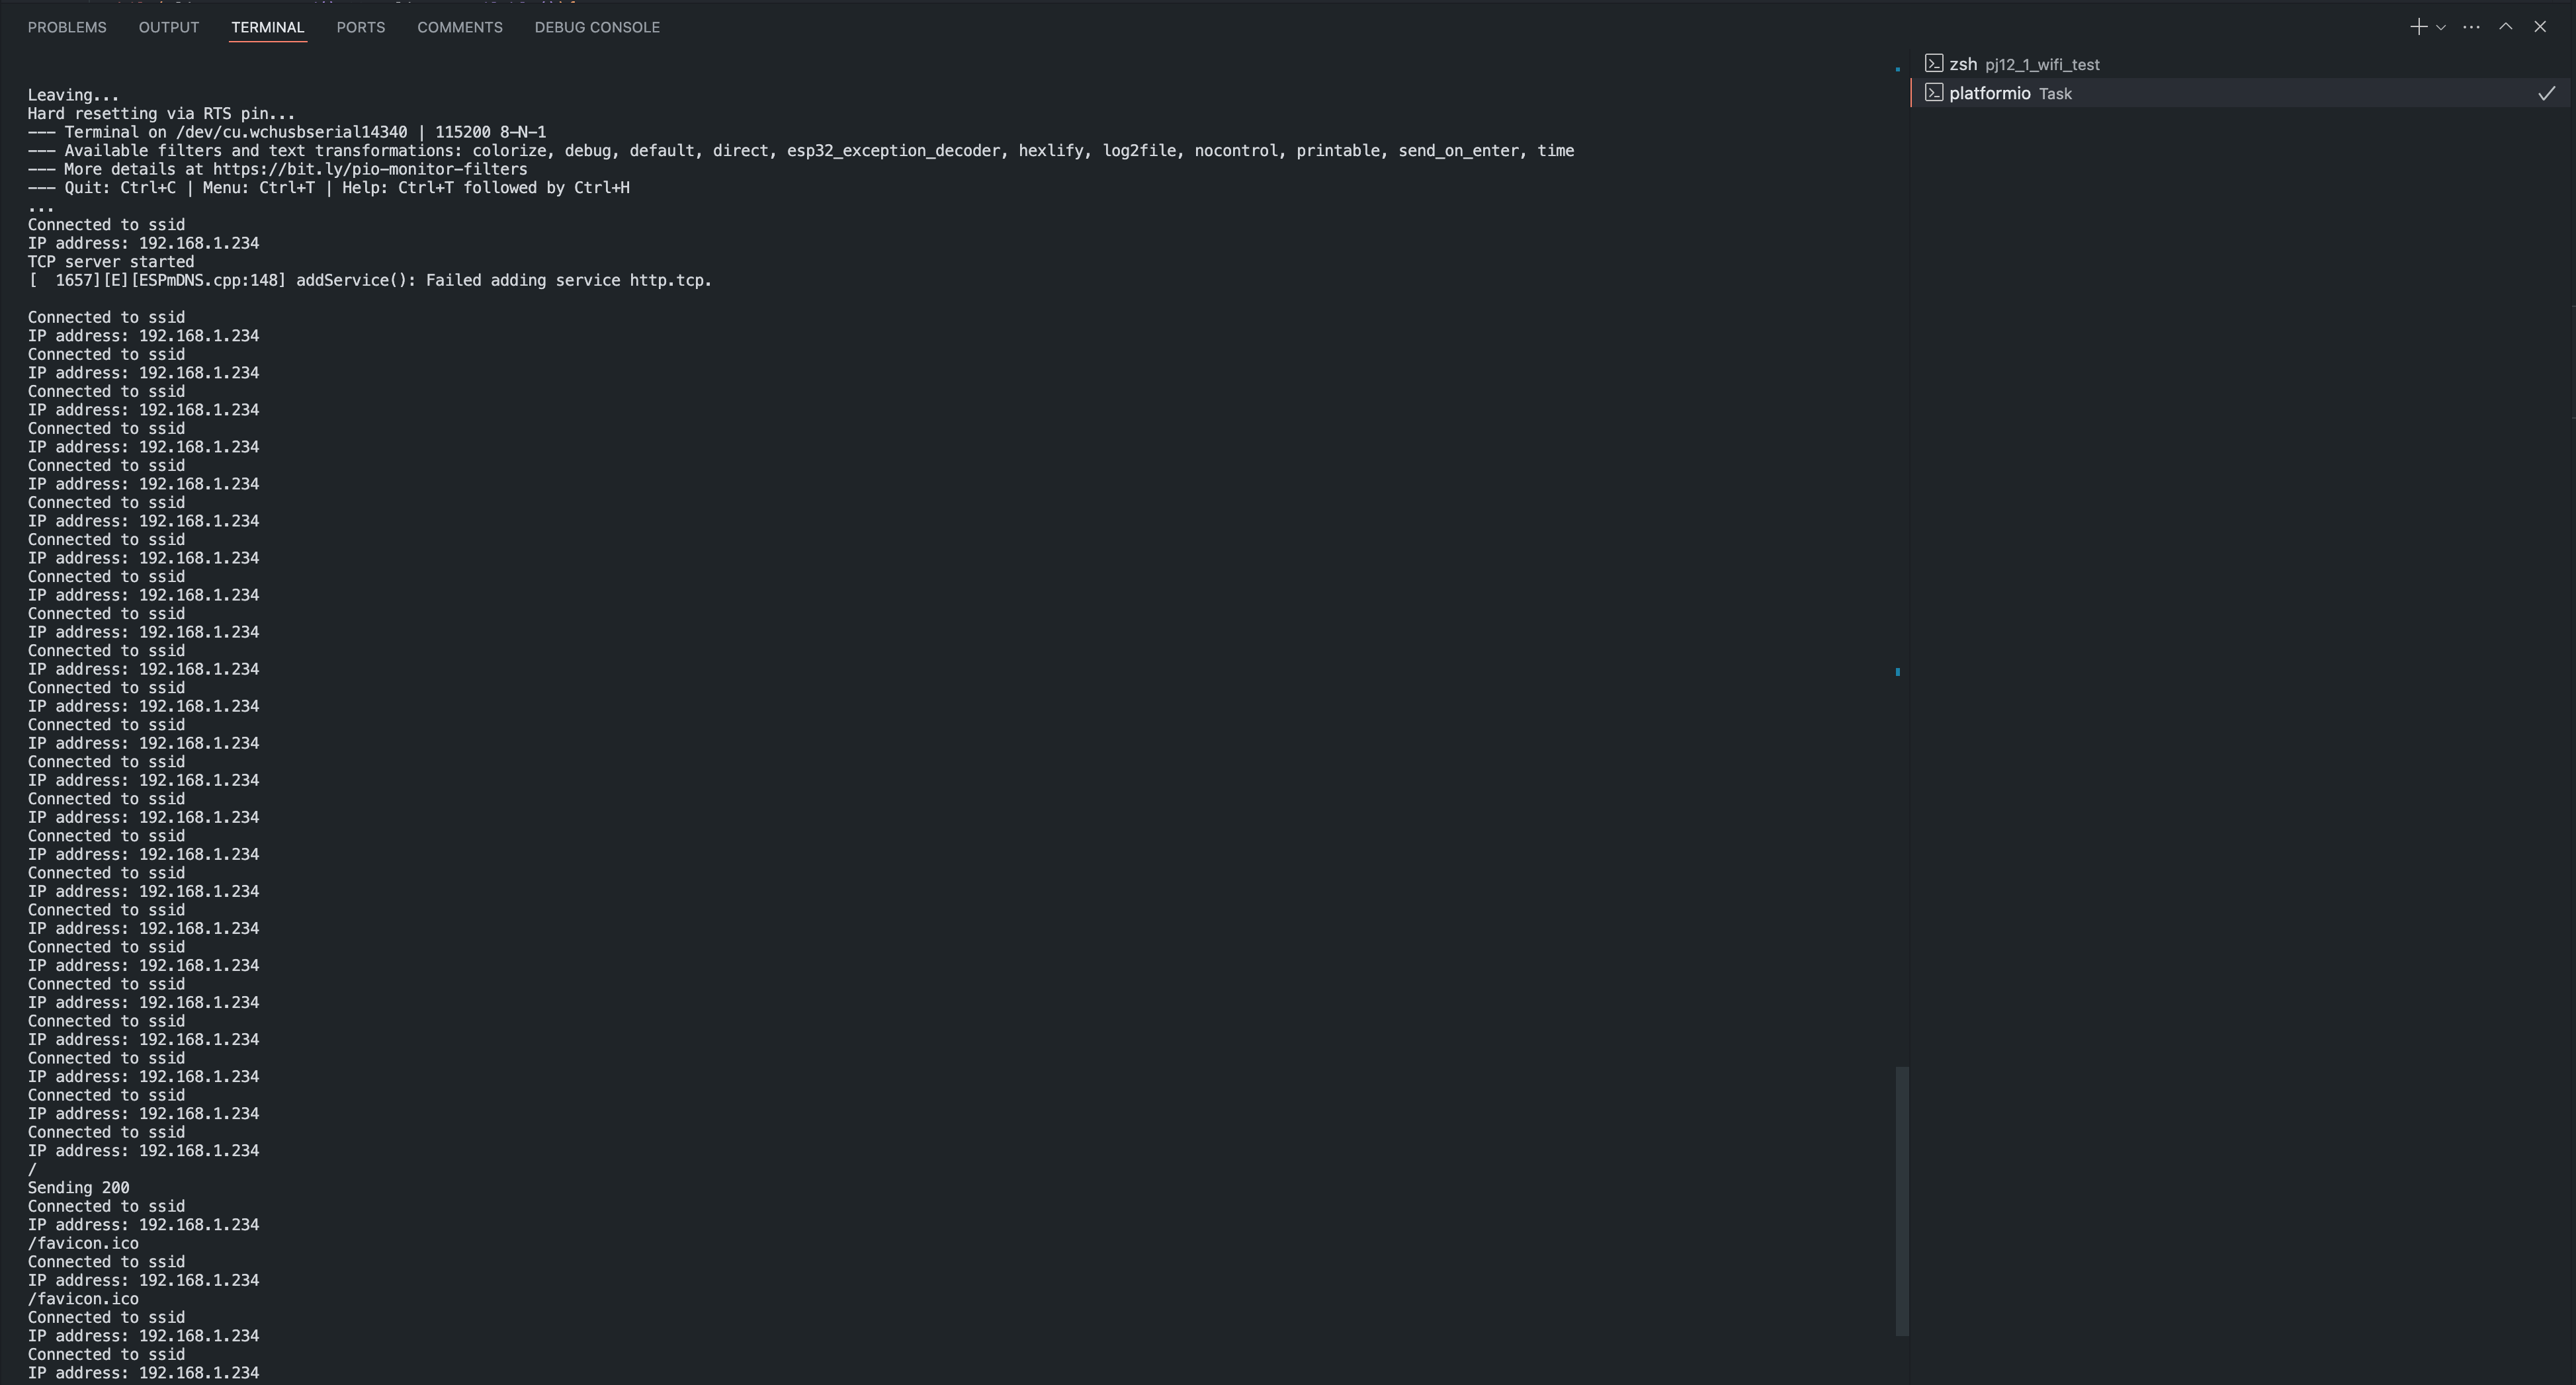 PROBLEMS OUTPUT TERMINAL PORTS COMMENTS DEBUG CONSOLE
zsh pj12_1_wifi_test
platformio Task
Leaving...
Hard resetting via RTS pin...
--- Terminal on /dev/cu.wchusbserial14340 | 115200 8-N-1
--- Available filters and text transformations: colorize, debug, default, direct, esp32_exception_decoder, hexlify, log2file, nocontrol, printable, send_on_enter, time
--- More details at https://bit.ly/pio-monitor-filters
--- Quit: Ctrl+C | Menu: Ctrl+T | Help: Ctrl+T followed by Ctrl+H
...
Connected to ssid
IP address: 192.168.1.234
TCP server started
[  1657][E][ESPmDNS.cpp:148] addService(): Failed adding service http.tcp.
Connected to ssid
IP address: 192.168.1.234
Connected to ssid
IP address: 192.168.1.234
Connected to ssid
IP address: 192.168.1.234
Connected to ssid
IP address: 192.168.1.234
Connected to ssid
IP address: 192.168.1.234
Connected to ssid
IP address: 192.168.1.234
Connected to ssid
IP address: 192.168.1.234
Connected to ssid
IP address: 192.168.1.234
Connected to ssid
IP address: 192.168.1.234
Connected to ssid
IP address: 192.168.1.234
Connected to ssid
IP address: 192.168.1.234
Connected to ssid
IP address: 192.168.1.234
Connected to ssid
IP address: 192.168.1.234
Connected to ssid
IP address: 192.168.1.234
Connected to ssid
IP address: 192.168.1.234
Connected to ssid
IP address: 192.168.1.234
Connected to ssid
IP address: 192.168.1.234
Connected to ssid
IP address: 192.168.1.234
Connected to ssid
IP address: 192.168.1.234
Connected to ssid
IP address: 192.168.1.234
Connected to ssid
IP address: 192.168.1.234
Connected to ssid
IP address: 192.168.1.234
Connected to ssid
IP address: 192.168.1.234
/
Sending 200
Connected to ssid
IP address: 192.168.1.234
/favicon.ico
Connected to ssid
IP address: 192.168.1.234
/favicon.ico
Connected to ssid
IP address: 192.168.1.234
Connected to ssid
IP address: 192.168.1.234